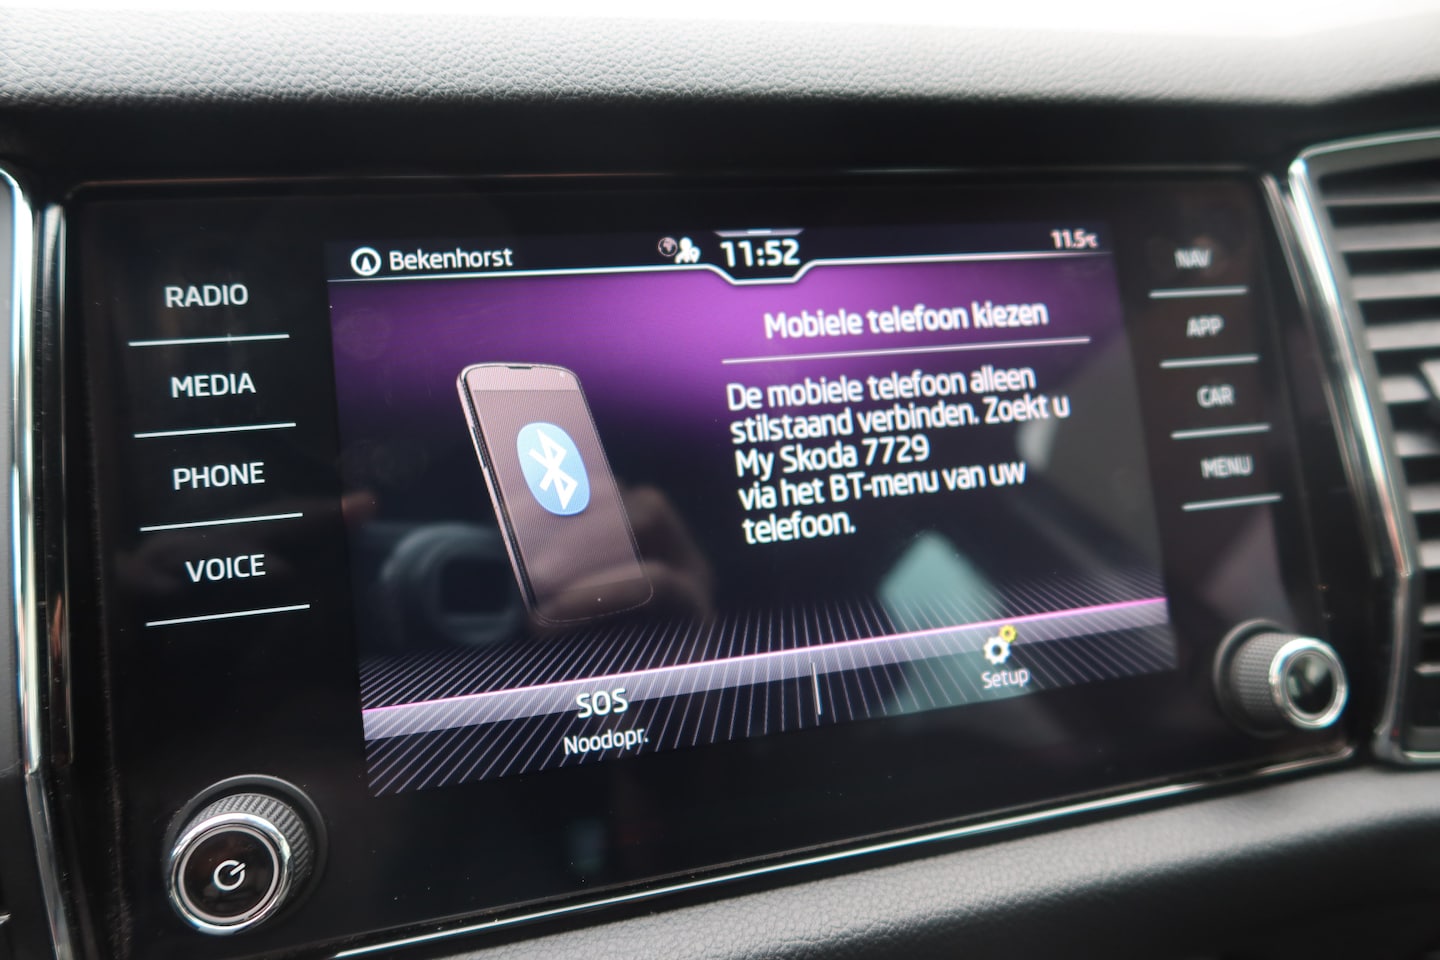 Bekenhorst
11:52
11.5°C
RADIO
MEDIA
PHONE
VOICE
Mobiele telefoon kiezen
De mobiele telefoon alleen
stilstaand verbinden. Zoekt u
My Skoda 7729
via het BT-menu van uw
telefoon.
NAV
APP
CAR
MENU
SOS
Noodopr.
Setup